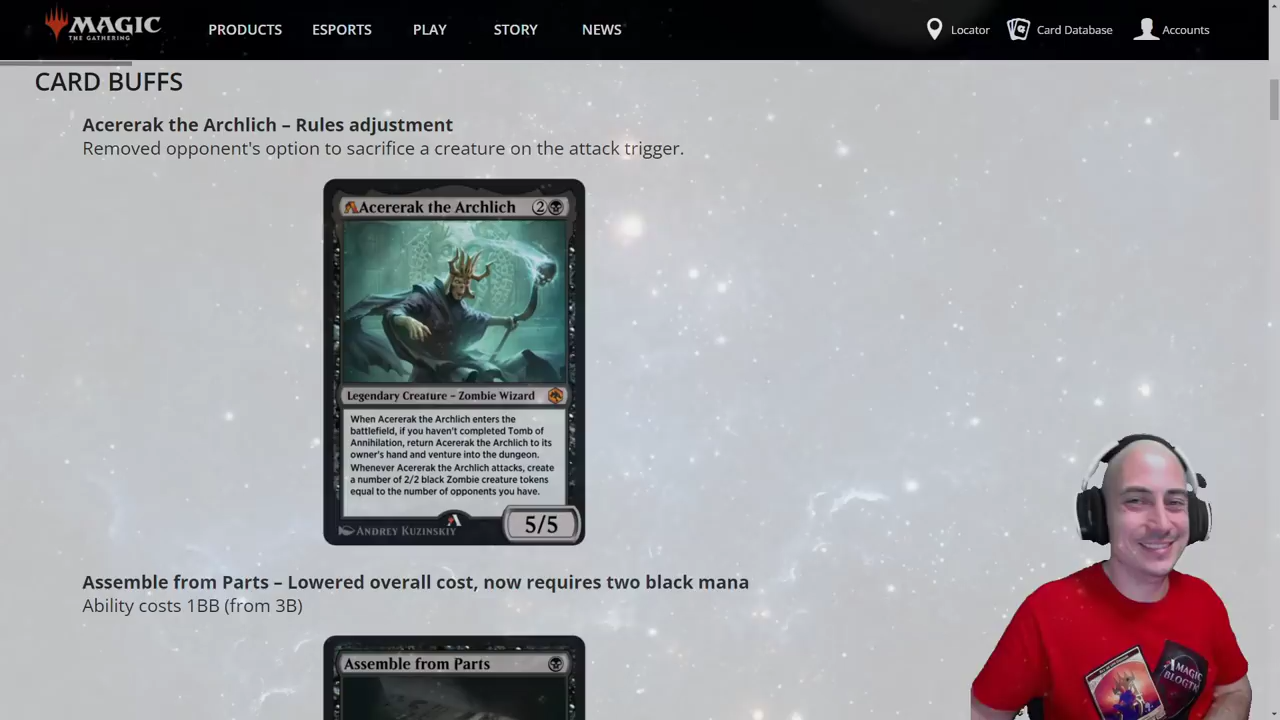 MAGIC
THE GATHERING
PRODUCTS ESPORTS PLAY STORY NEWS
Locator Card Database Accounts
CARD BUFFS
Acererak the Archlich – Rules adjustment
Removed opponent's option to sacrifice a creature on the attack trigger.
Acererak the Archlich 2
Legendary Creature – Zombie Wizard
When Acererak the Archlich enters the
battlefield, if you haven't completed Tomb of
Annihilation, return Acererak the Archlich to its
owner's hand and venture into the dungeon.
Whenever Acererak the Archlich attacks, create
a number of 2/2 black Zombie creature tokens
equal to the number of opponents you have.
ANDREY KUZINSKIY
5/5
Assemble from Parts – Lowered overall cost, now requires two black mana
Ability costs 1BB (from 3B)
Assemble from Parts
AMAGIC
BLOGTV